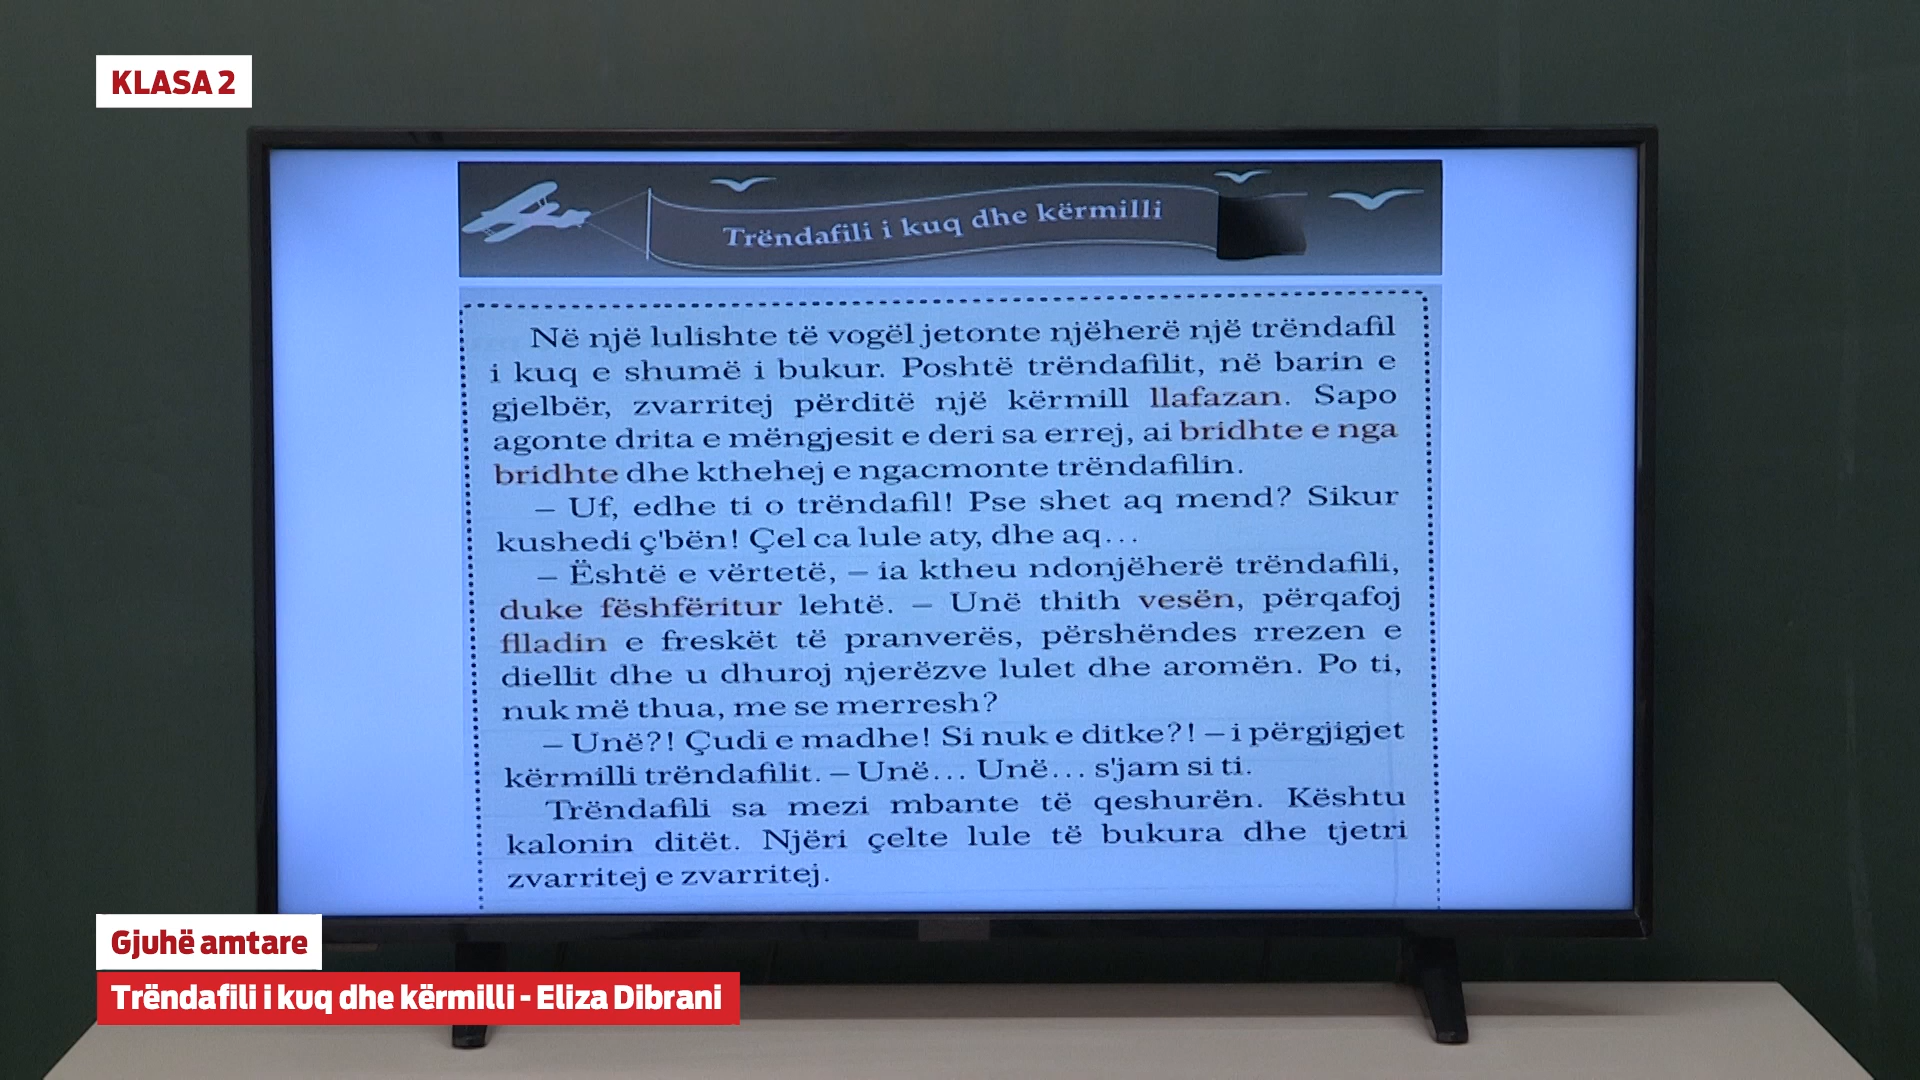 KLASA 2
Trëndafili i kuq dhe kërmilli
Në një lulishte të vogël jetonte njëherë një trëndafil
i kuq e shumë i bukur. Poshtë trëndafilit, në barin e
gjelbër, zvarritej përditë një kërmill llafazan. Sapo
agonte drita e mëngjesit e deri sa errej, ai bridhte e nga
bridhte dhe kthehej e ngacmonte trëndafilin.
– Uf, edhe ti o trëndafil! Pse shet aq mend? Sikur
kushedi ç'bën! Çel ca lule aty, dhe aq…
– Është e vërtetë, – ia ktheu ndonjëherë trëndafili,
duke fëshfëritur lehtë. – Unë thith vesën, përqafoj
flladin e freskët të pranverës, përshëndes rrezen e
diellit dhe u dhuroj njerëzve lulet dhe aromën. Po ti,
nuk më thua, me se merresh?
– Unë?! Çudi e madhe! Si nuk e ditke?! – i përgjigjet
kërmilli trëndafilit. – Unë… Unë… s'jam si ti.
Trëndafili sa mezi mbante të qeshurën. Kështu
kalonin ditët. Njëri çelte lule të bukura dhe tjetri
zvarritej e zvarritej.
Gjuhë amtare
Trëndafili i kuq dhe kërmilli - Eliza Dibrani